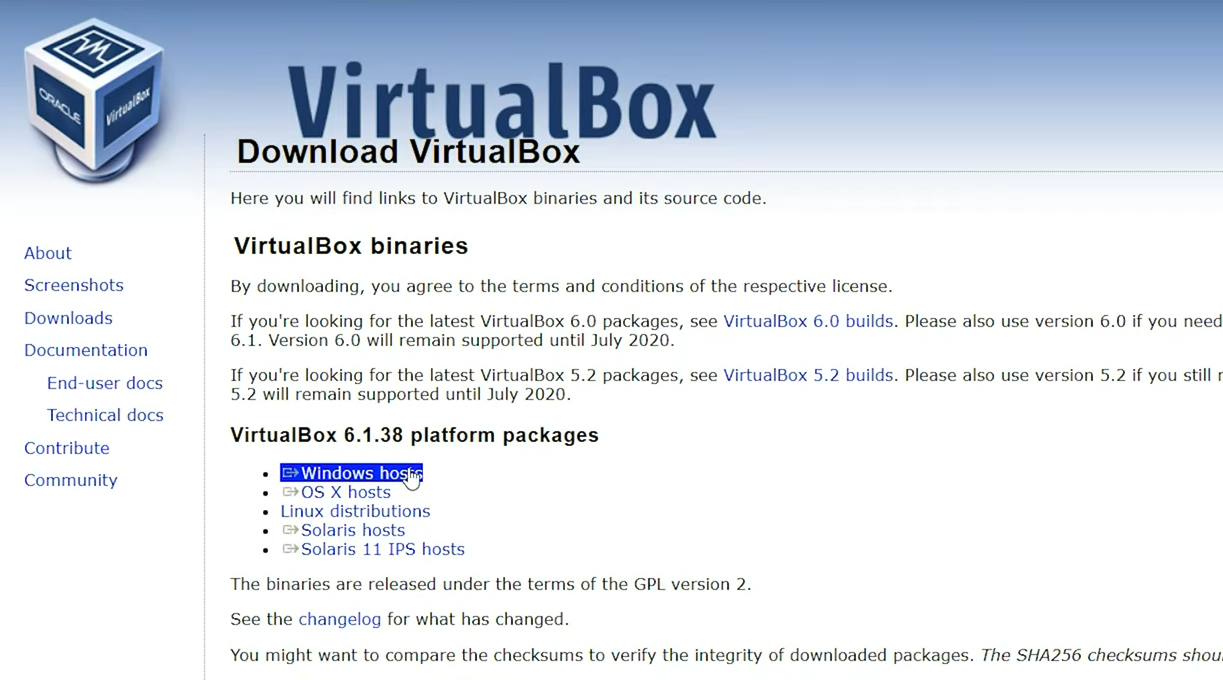 ORACLE
VirtualBox
VirtualBox
Download VirtualBox
Here you will find links to VirtualBox binaries and its source code.
VirtualBox binaries
About
By downloading, you agree to the terms and conditions of the respective license.
Screenshots
If you're looking for the latest VirtualBox 6.0 packages, see VirtualBox 6.0 builds. Please also use version 6.0 if you need
Downloads
6.1. Version 6.0 will remain supported until July 2020.
Documentation
If you're looking for the latest VirtualBox 5.2 packages, see VirtualBox 5.2 builds. Please also use version 5.2 if you still
End-user docs
5.2 will remain supported until July 2020.
Technical docs
VirtualBox 6.1.38 platform packages
Contribute
Windows hosts
Community
OS X hosts
Linux distributions
Solaris hosts
Solaris 11 IPS hosts
The binaries are released under the terms of the GPL version 2.
See the changelog for what has changed.
You might want to compare the checksums to verify the integrity of downloaded packages. The SHA256 checksums